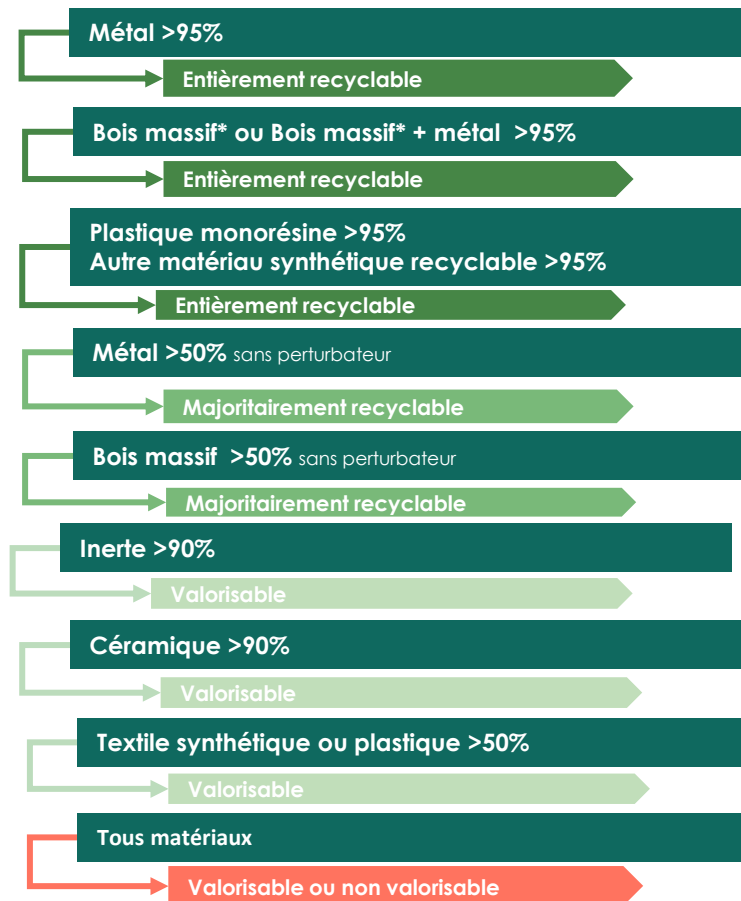 Métal >95%
Entièrement recyclable
Bois massif* ou Bois massif* + métal >95%
Entièrement recyclable
Plastique monorésine >95%
Autre matériau synthétique recyclable >95%
Entièrement recyclable
Métal >50% sans perturbateur
Majoritairement recyclable
Bois massif >50% sans perturbateur
Majoritairement recyclable
Inerte >90%
Valorisable
Céramique >90%
Valorisable
Textile synthétique ou plastique >50%
Valorisable
Tous matériaux
Valorisable ou non valorisable